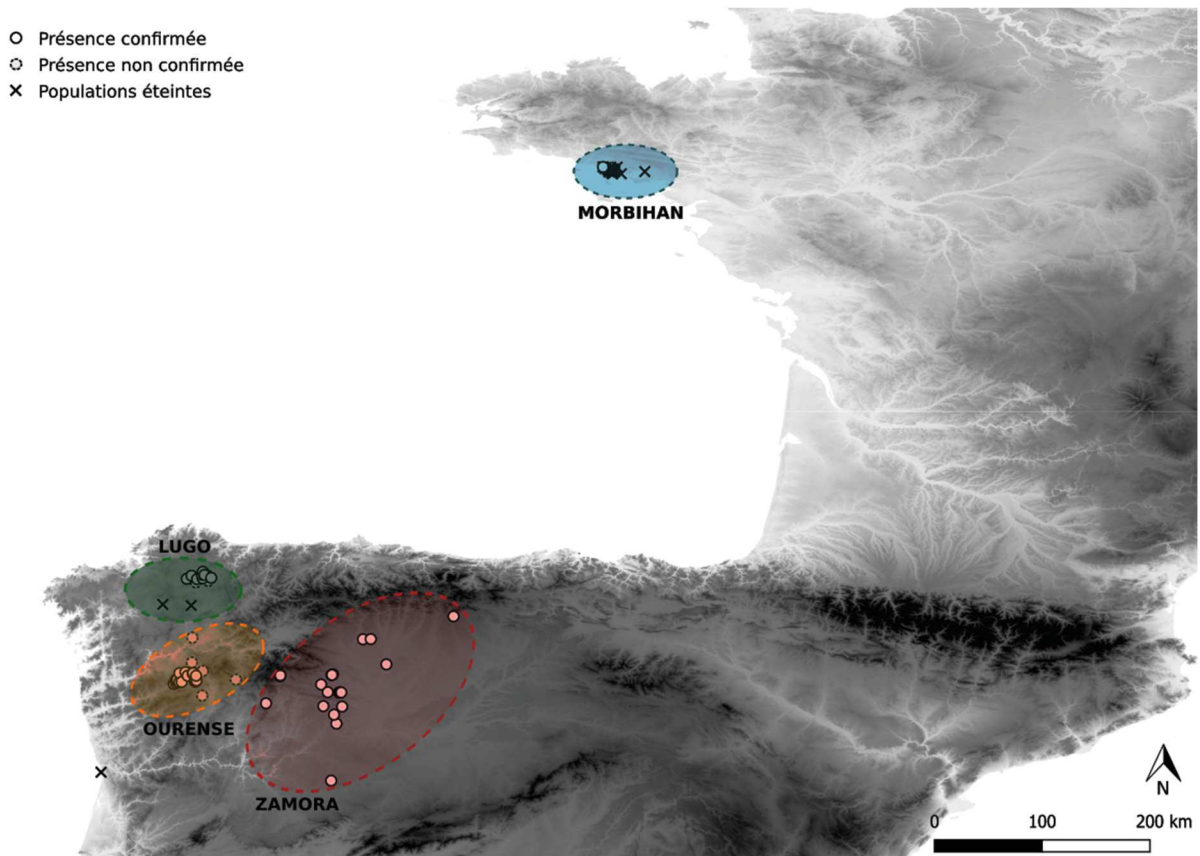 Présence confirmée
Présence non confirmée
Populations éteintes
MORBIHAN
LUGO
OURENSE
ZAMORA
N
0 100 200 km